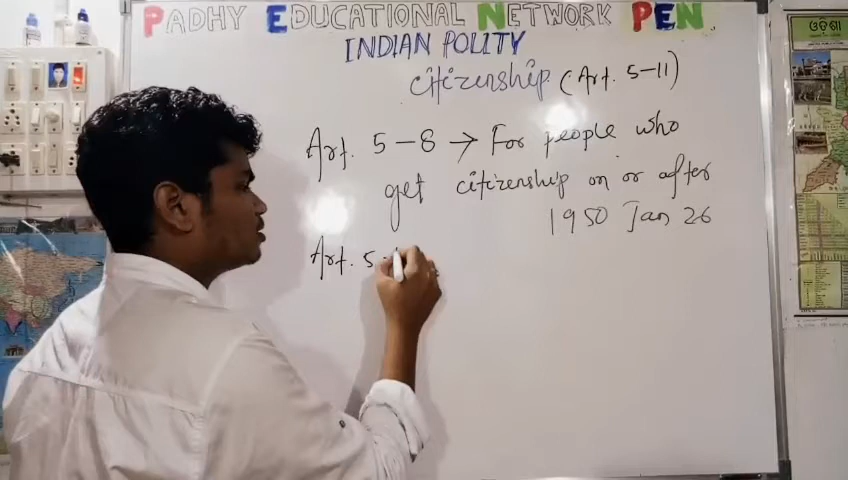 PADHY EDUCATIONAL NETWORK PEN
INDIAN POLITY
Citizenship (Art. 5-11)
Art. 5-8 → For people who
get citizenship on or after
1950 Jan 26
Art. 5
ଓଡ଼ିଶା